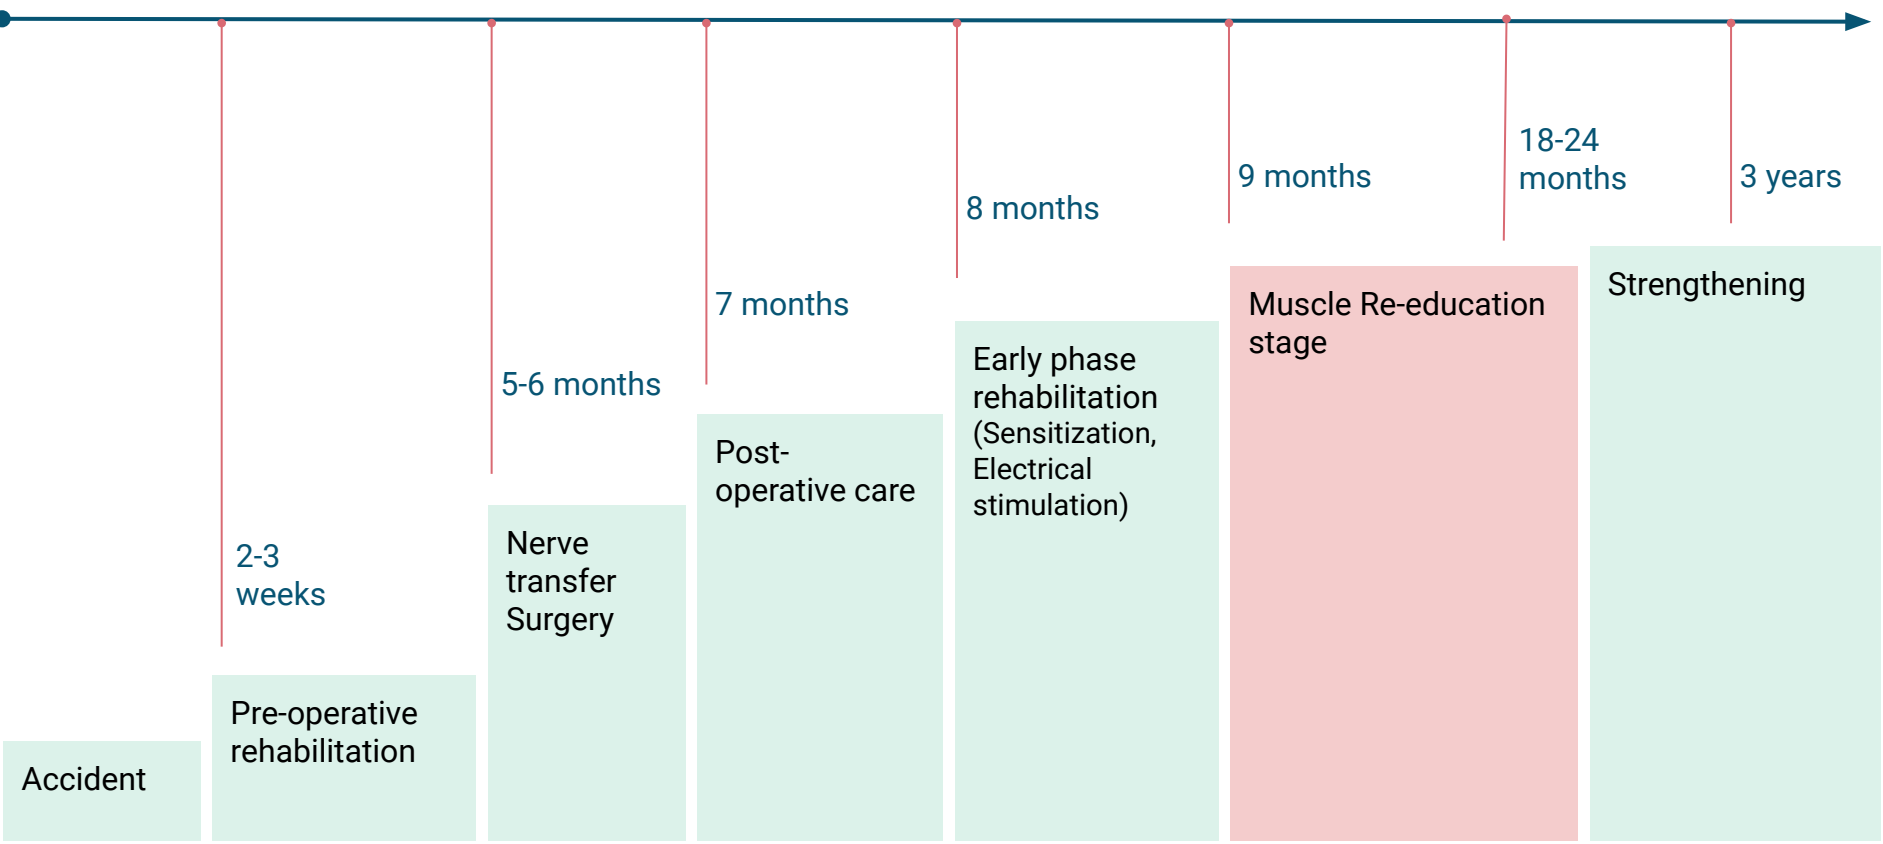 2-3
weeks
5-6 months
7 months
8 months
9 months
18-24
months
3 years
Accident
Pre-operative
rehabilitation
Nerve
transfer
Surgery
Post-
operative care
Early phase
rehabilitation
(Sensitization,
Electrical
stimulation)
Muscle Re-education
stage
Strengthening